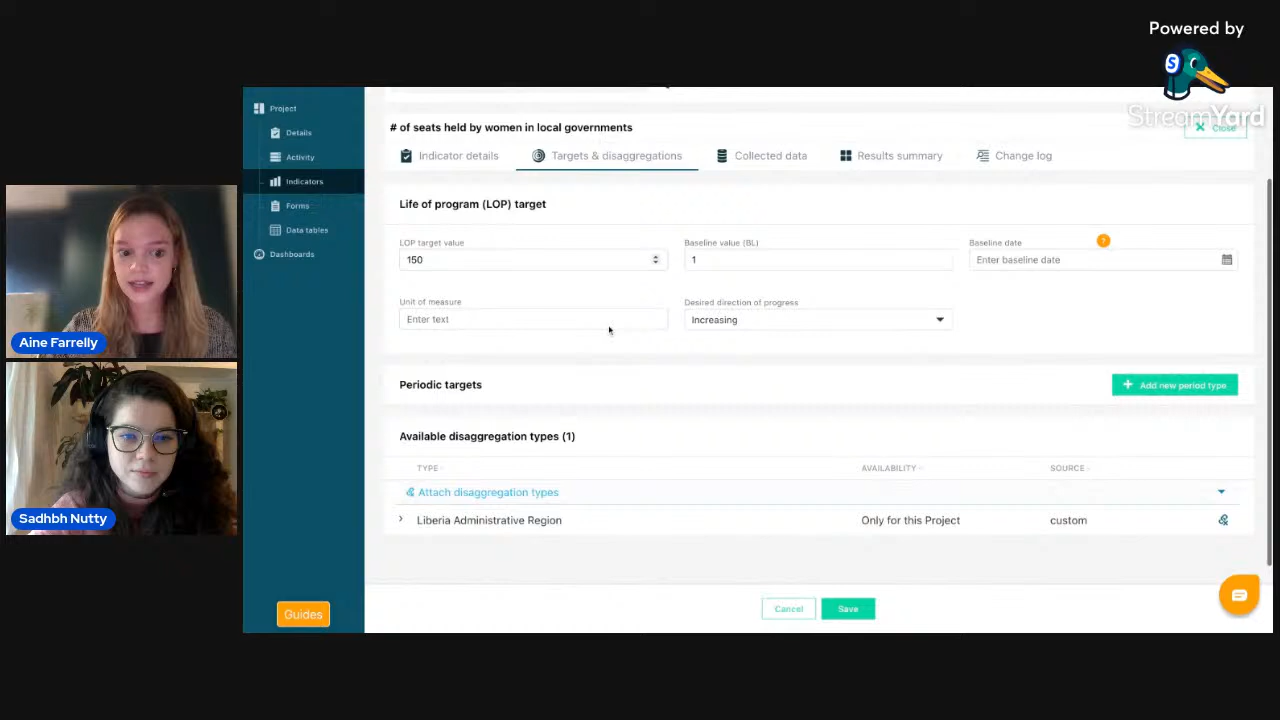 Powered by
S
StreamYard
Project
Details
Activity
Indicators
Forms
Data tables
Dashboards
Guides
# of seats held by women in local governments
Close
Indicator details
Targets & disaggregations
Collected data
Results summary
Change log
Life of program (LOP) target
LOP target value
Baseline value (BL)
Baseline date
?
150
1
Enter baseline date
Unit of measure
Desired direction of progress
Enter text
Increasing
Periodic targets
+ Add new period type
Available disaggregation types (1)
TYPE
AVAILABILITY
SOURCE
Attach disaggregation types
Liberia Administrative Region
Only for this Project
custom
Cancel
Save
Aine Farrelly
Sadhbh Nutty